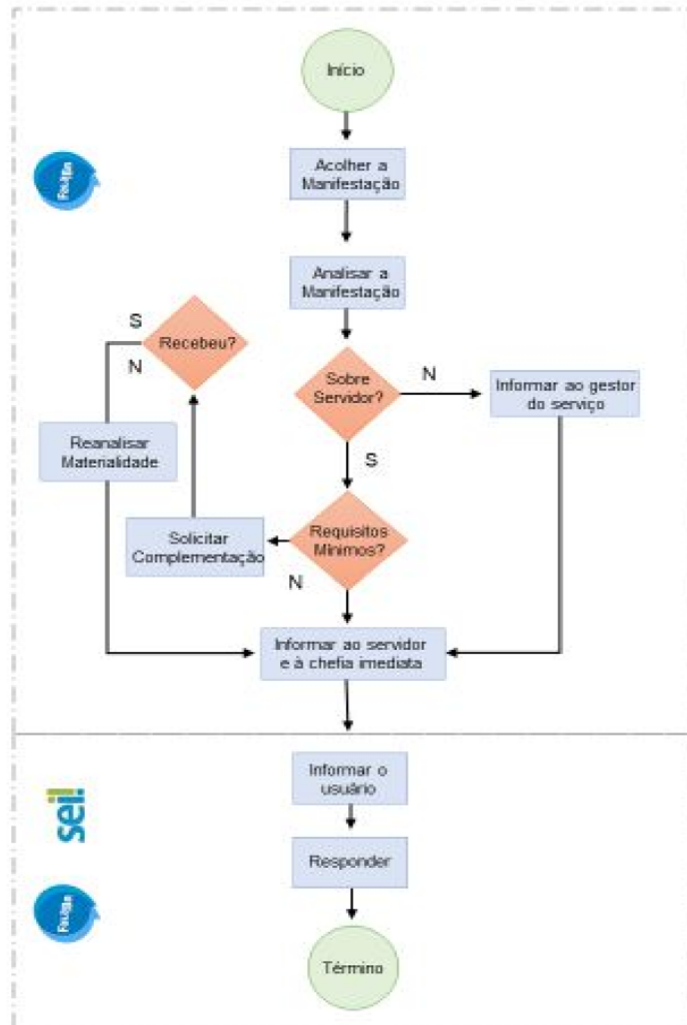 Início
Acolher a
Manifestação
Analisar a
Manifestação
S
Recebeu?
N
Sobre
Servidor?
N
Informar ao gestor
do serviço
Reanalisar
Materialidade
S
Solicitar
Complementação
Requisitos
Mínimos?
N
Informar ao servidor
e à chefia imediata
Informar o
usuário
sei!
Responder
Término